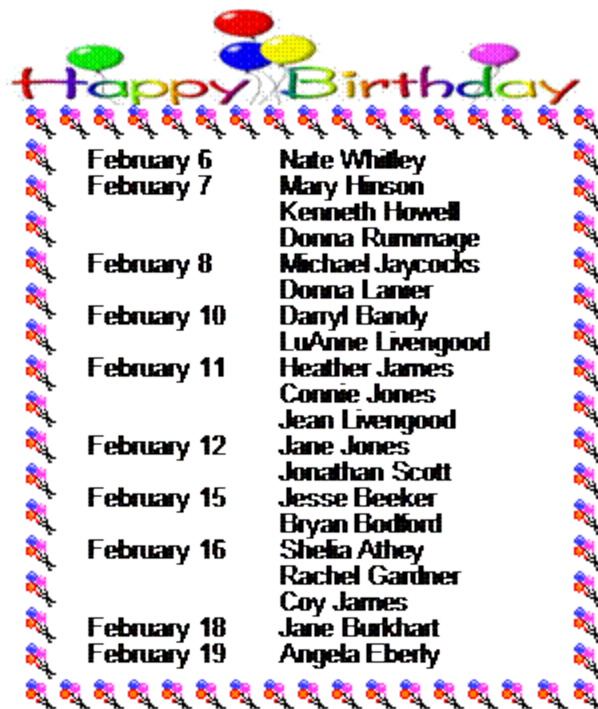 Happy Birthday
February 6 Nate Whitley
February 7 Mary Hinson
Kenneth Howell
Donna Rummage
February 8 Michael Jaycocks
Donna Lanier
February 10 Darryl Bandy
LuAnne Livengood
February 11 Heather James
Connie Jones
Jean Livengood
February 12 Jane Jones
Jonathan Scott
February 15 Jesse Beeker
Bryan Bodford
February 16 Shelia Athey
Rachel Gardner
Coy James
February 18 Jane Burkhart
February 19 Angela Eberly